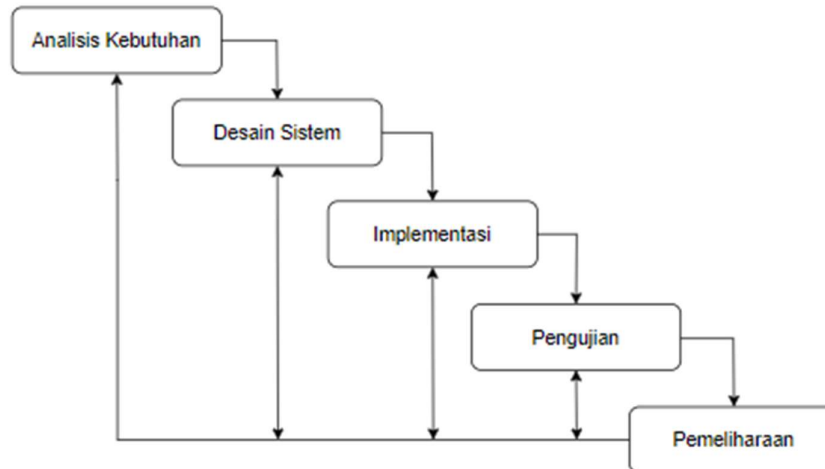 Analisis Kebutuhan
Desain Sistem
Implementasi
Pengujian
Pemeliharaan